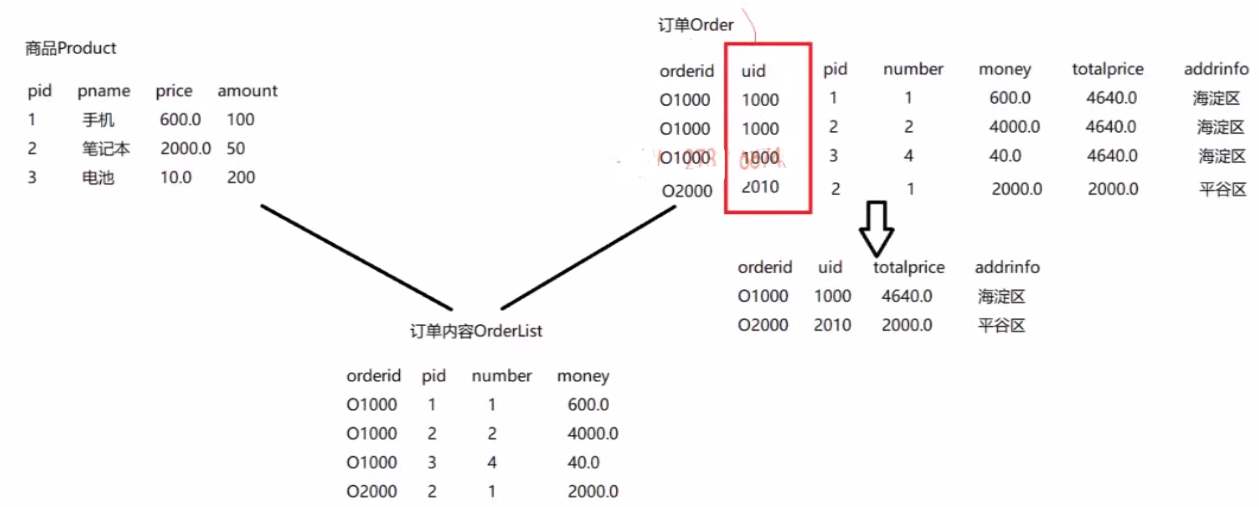 商品Product
pid pname price amount
1 手机 600.0 100
2 笔记本 2000.0 50
3 电池 10.0 200
订单Order
orderid uid pid number money totalprice addrinfo
O1000 1000 1 1 600.0 4640.0 海淀区
O1000 1000 2 2 4000.0 4640.0 海淀区
O1000 1000 3 4 40.0 4640.0 海淀区
O2000 2010 2 1 2000.0 2000.0 平谷区
orderid uid totalprice addrinfo
O1000 1000 4640.0 海淀区
O2000 2010 2000.0 平谷区
订单内容OrderList
orderid pid number money
O1000 1 1 600.0
O1000 2 2 4000.0
O1000 3 4 40.0
O2000 2 1 2000.0